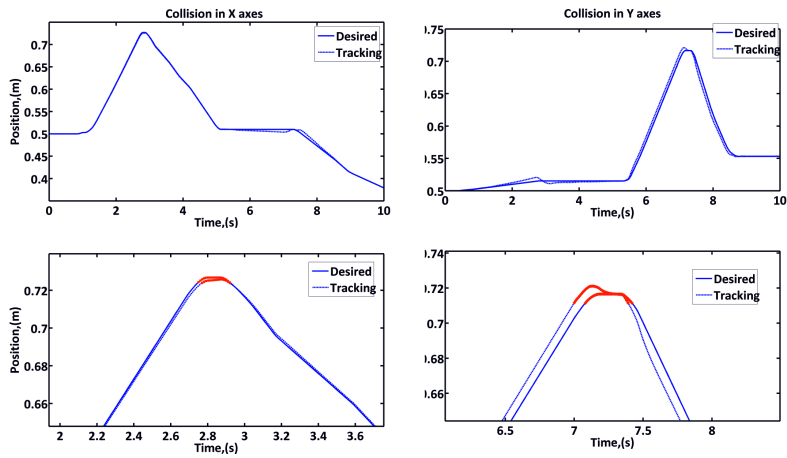 Collision in X axes
Desired
Tracking
Position,(m)
0.7
0.65
0.6
0.55
0.5
0.45
0.4
0 2 4 6 8 10
Time,(s)
Collision in Y axes
Desired
Tracking
0.75
0.7
0.65
0.6
0.55
0.5
0 2 4 6 8 10
Time,(s)
Desired
Tracking
Position,(m)
0.72
0.7
0.68
0.66
2 2.2 2.4 2.6 2.8 3 3.2 3.4 3.6
Time,(s)
Desired
Tracking
0.74
0.72
0.70
0.68
0.66
6.5 7 7.5 8
Time,(s)